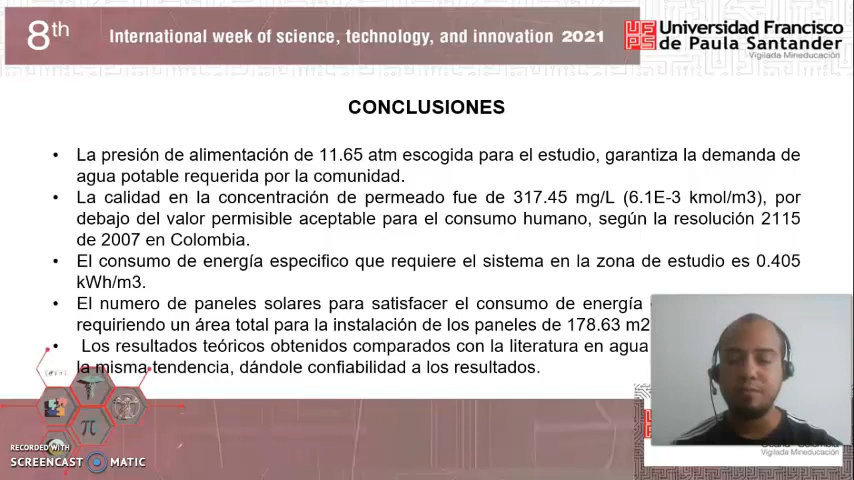 8th
International week of science, technology, and innovation 2021
UF
PS
Universidad Francisco
de Paula Santander
Vigilada Mineducación
CONCLUSIONES
• La presión de alimentación de 11.65 atm escogida para el estudio, garantiza la demanda de
agua potable requerida por la comunidad.
• La calidad en la concentración de permeado fue de 317.45 mg/L (6.1E-3 kmol/m3), por
debajo del valor permisible aceptable para el consumo humano, según la resolución 2115
de 2007 en Colombia.
• El consumo de energía especifico que requiere el sistema en la zona de estudio es 0.405
kWh/m3.
• El numero de paneles solares para satisfacer el consumo de energía
requiriendo un área total para la instalación de los paneles de 178.63 m2
• Los resultados teóricos obtenidos comparados con la literatura en agua
la misma tendencia, dándole confiabilidad a los resultados.
π
RECORDED WITH
SCREENCAST MATIC
Vigilada Mineducación